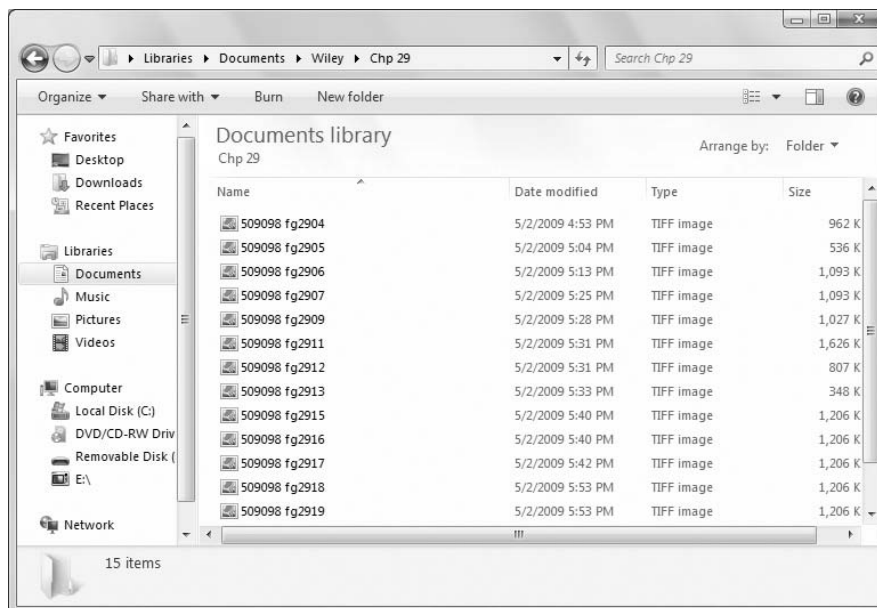 Libraries ▸ Documents ▸ Wiley ▸ Chp 29
Search Chp 29
Organize Share with Burn New folder
Favorites
Desktop
Downloads
Recent Places
Libraries
Documents
Music
Pictures
Videos
Computer
Local Disk (C:)
DVD/CD-RW Driv
Removable Disk (
E:\
Network
Documents library
Chp 29
Arrange by: Folder
Name Date modified Type Size
509098 fg2904 5/2/2009 4:53 PM TIFF image 962 K
509098 fg2905 5/2/2009 5:04 PM TIFF image 536 K
509098 fg2906 5/2/2009 5:13 PM TIFF image 1,093 K
509098 fg2907 5/2/2009 5:25 PM TIFF image 1,093 K
509098 fg2909 5/2/2009 5:28 PM TIFF image 1,027 K
509098 fg2911 5/2/2009 5:31 PM TIFF image 1,626 K
509098 fg2912 5/2/2009 5:31 PM TIFF image 807 K
509098 fg2913 5/2/2009 5:33 PM TIFF image 348 K
509098 fg2915 5/2/2009 5:40 PM TIFF image 1,206 K
509098 fg2916 5/2/2009 5:40 PM TIFF image 1,206 K
509098 fg2917 5/2/2009 5:42 PM TIFF image 1,206 K
509098 fg2918 5/2/2009 5:53 PM TIFF image 1,206 K
509098 fg2919 5/2/2009 5:53 PM TIFF image 1,206 K
15 items